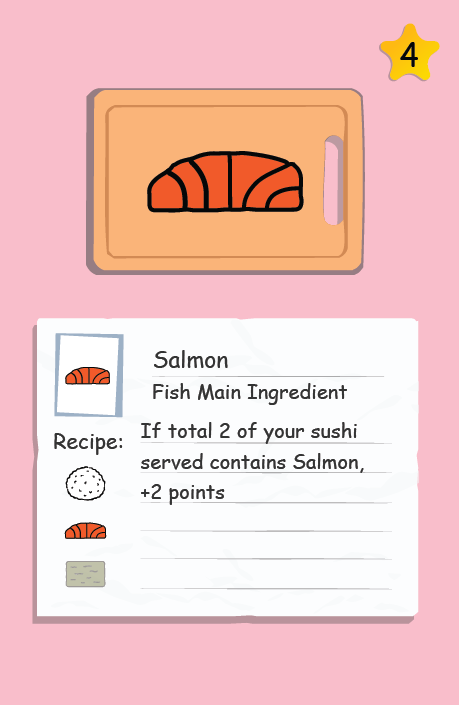 4
Salmon
Fish Main Ingredient
Recipe:
If total 2 of your sushi
served contains Salmon,
+2 points